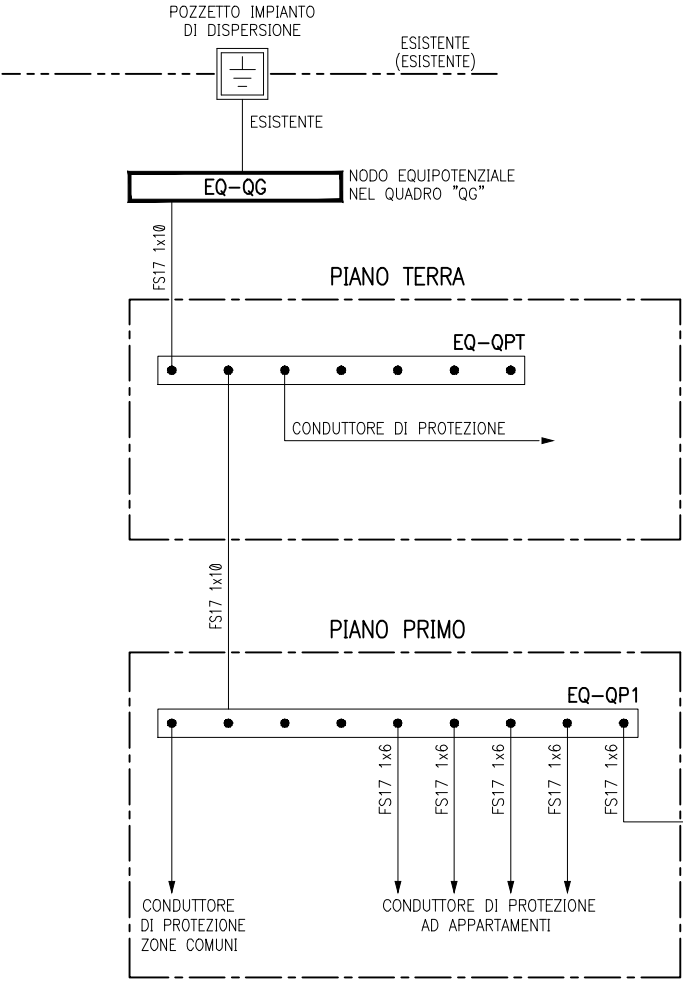 POZZETTO IMPIANTO
DI DISPERSIONE
ESISTENTE
(ESISTENTE)
ESISTENTE
EQ-QG
NODO EQUIPOTENZIALE
NEL QUADRO "QG"
FS17 1x10
PIANO TERRA
EQ-QPT
CONDUTTORE DI PROTEZIONE
FS17 1x10
PIANO PRIMO
EQ-QP1
FS17 1x6
FS17 1x6
FS17 1x6
FS17 1x6
FS17 1x6
CONDUTTORE
DI PROTEZIONE
ZONE COMUNI
CONDUTTORE DI PROTEZIONE
AD APPARTAMENTI